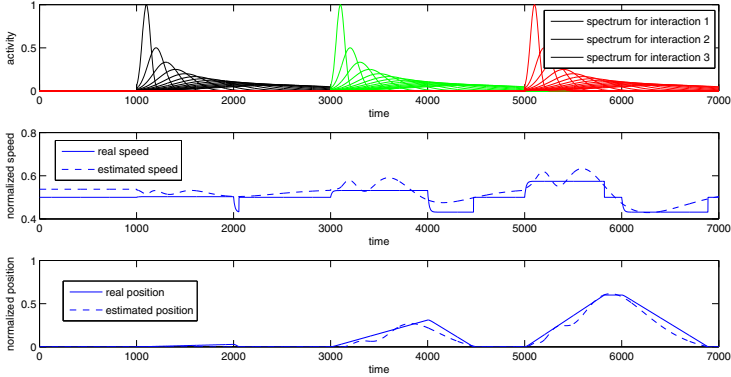 1
0.5
0
activity
0 1000 2000 3000 4000 5000 6000 7000
time
spectrum for interaction 1
spectrum for interaction 2
spectrum for interaction 3
0.8
0.6
0.4
normalized speed
real speed
estimated speed
0 1000 2000 3000 4000 5000 6000 7000
time
1
0.5
0
normalized position
real position
estimated position
0 1000 2000 3000 4000 5000 6000 7000
time